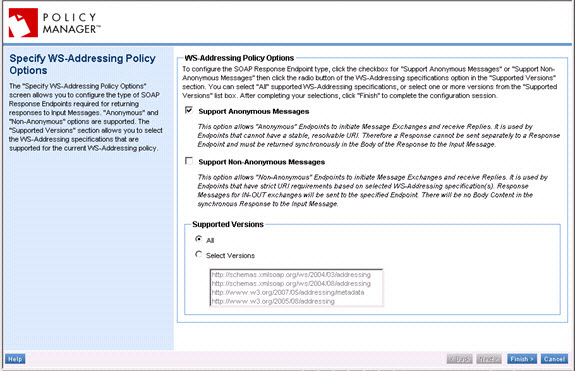 POLICY
MANAGER™
Specify WS-Addressing Policy
Options
The "Specify WS-Addressing Policy Options"
screen allows you to configure the type of SOAP
Response Endpoints required for returning
responses to Input Messages. "Anonymous" and
"Non-Anonymous" options are supported. The
"Supported Versions" section allows you to select
the WS-Addressing specifications that are
supported for the current WS-Addressing policy.
WS-Addressing Policy Options
To configure the SOAP Response Endpoint type, click the checkbox for "Support Anonymous Messages" or "Support Non-
Anonymous Messages" then click the radio button of the WS-Addressing specifications option in the "Supported Versions"
section. You can select "All" supported WS-Addressing specifications, or select one or more versions from the "Supported
Versions" list box. After completing your selections, click "Finish" to complete the configuration session.
Support Anonymous Messages
This option allows "Anonymous" Endpoints to initiate Message Exchanges and receive Replies. It is used by
Endpoints that cannot have a stable, resolvable URI. Therefore a Response cannot be sent separately to a Response
Endpoint and must be returned synchronously in the Body of the Response to the Input Message.
Support Non-Anonymous Messages
This option allows "Non-Anonymous" Endpoints to initiate Message Exchanges and receive Replies. It is used by
Endpoints that have strict URI requirements based on selected WS-Addressing specification(s). Response
Messages for IN-OUT exchanges will be sent to the specified Endpoint. There will be no Body Content in the
synchronous Response to the Input Message.
Supported Versions
All
Select Versions
http://schemas.xmlsoap.org/ws/2004/03/addressing
http://schemas.xmlsoap.org/ws/2004/08/addressing
http://www.w3.org/2007/05/addressing/metadata
http://www.w3.org/2005/08/addressing
Help
Finish >
Cancel